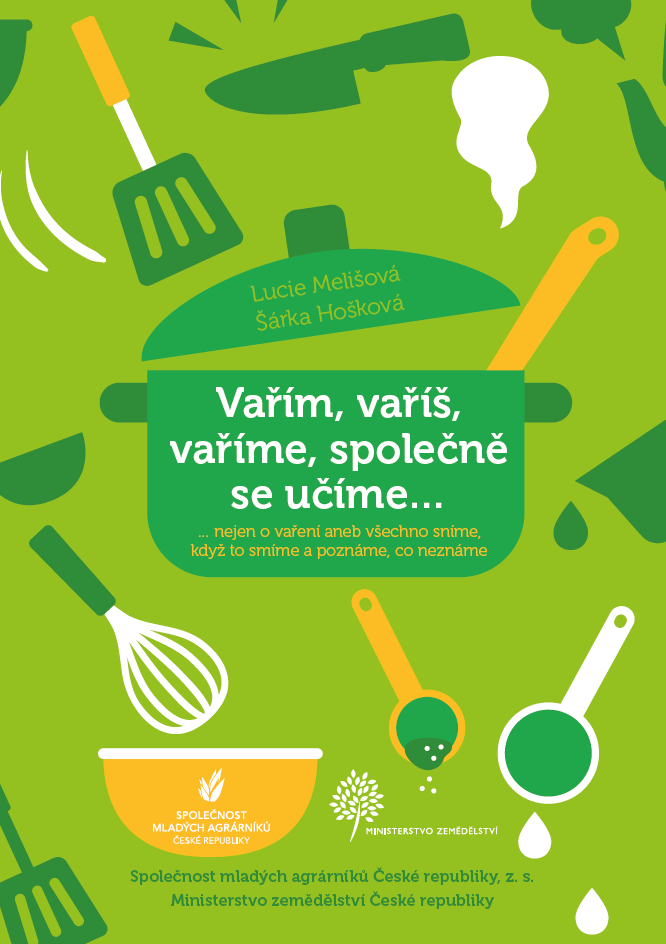 Lucie Melišová
Šárka Hošková
Vařím, vaříš,
vaříme, společně
se učíme...
... nejen o vaření aneb všechno sníme,
když to smíme a poznáme, co neznáme
SPOLEČNOST
MLADÝCH AGRÁRNÍKŮ
ČESKÉ REPUBLIKY
MINISTERSTVO ZEMĚDĚLSTVÍ
Společnost mladých agrárníků České republiky, z. s.
Ministerstvo zemědělství České republiky